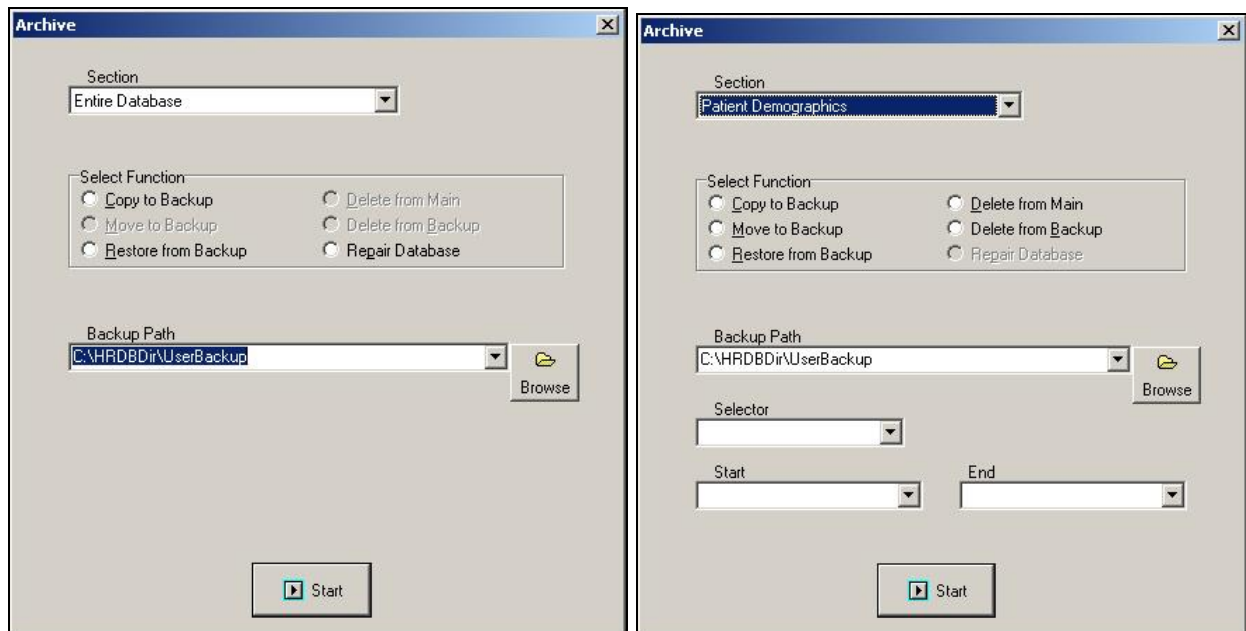 Archive
Section
Entire Database
Select Function
Copy to Backup
Delete from Main
Move to Backup
Delete from Backup
Restore from Backup
Repair Database
Backup Path
C:\HRDBDir\UserBackup
Browse
Start
Archive
Section
Patient Demographics
Select Function
Copy to Backup
Delete from Main
Move to Backup
Delete from Backup
Restore from Backup
Repair Database
Backup Path
C:\HRDBDir\UserBackup
Browse
Selector
Start
End
Start